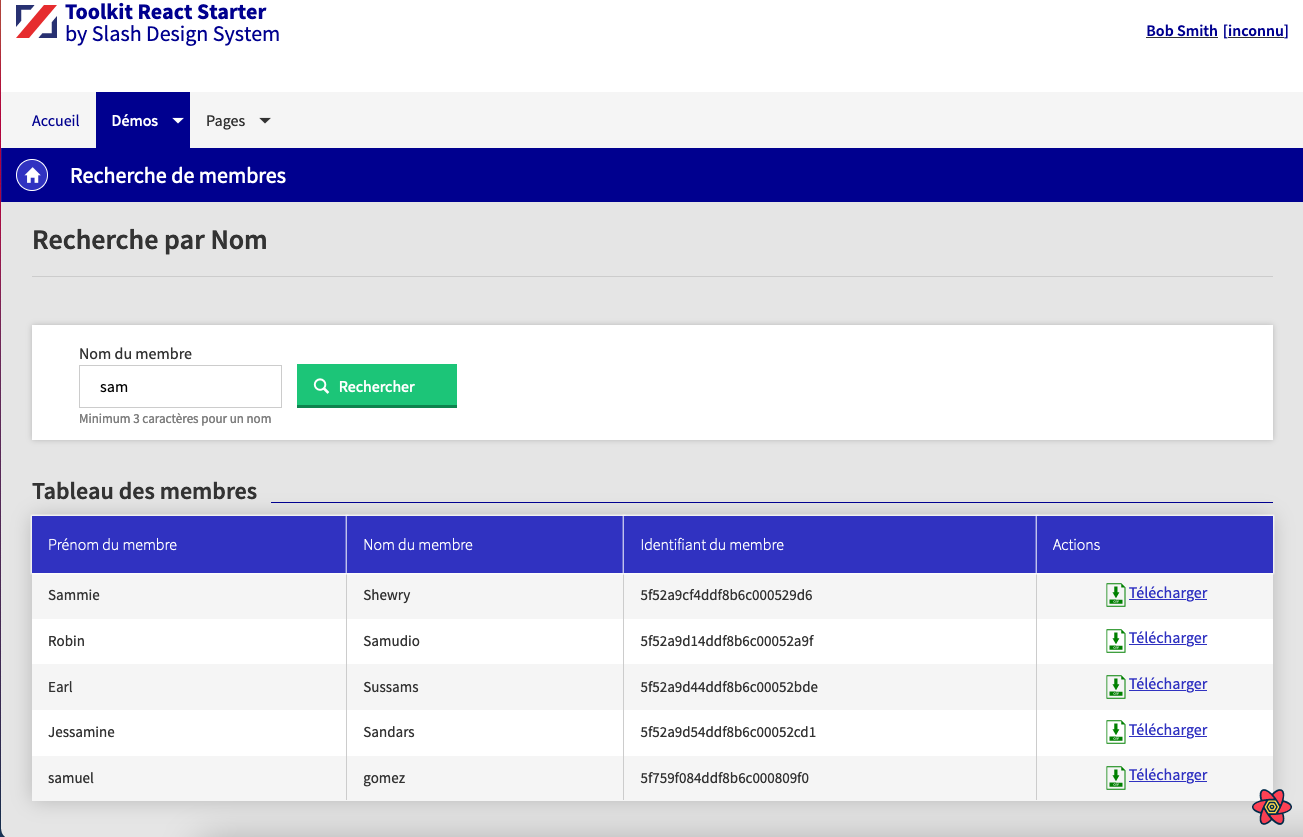 Toolkit React Starter
by Slash Design System
Bob Smith [inconnu]
Accueil Démos Pages
Recherche de membres
Recherche par Nom
Nom du membre
sam
Rechercher
Minimum 3 caractères pour un nom
Tableau des membres
Prénom du membre Nom du membre Identifiant du membre Actions
Sammie Shewry 5f52a9cf4ddf8b6c000529d6 Télécharger
Robin Samudio 5f52a9d14ddf8b6c00052a9f Télécharger
Earl Sussams 5f52a9d44ddf8b6c00052bde Télécharger
Jessamine Sandars 5f52a9d54ddf8b6c00052cd1 Télécharger
samuel gomez 5f759f084ddf8b6c000809f0 Télécharger